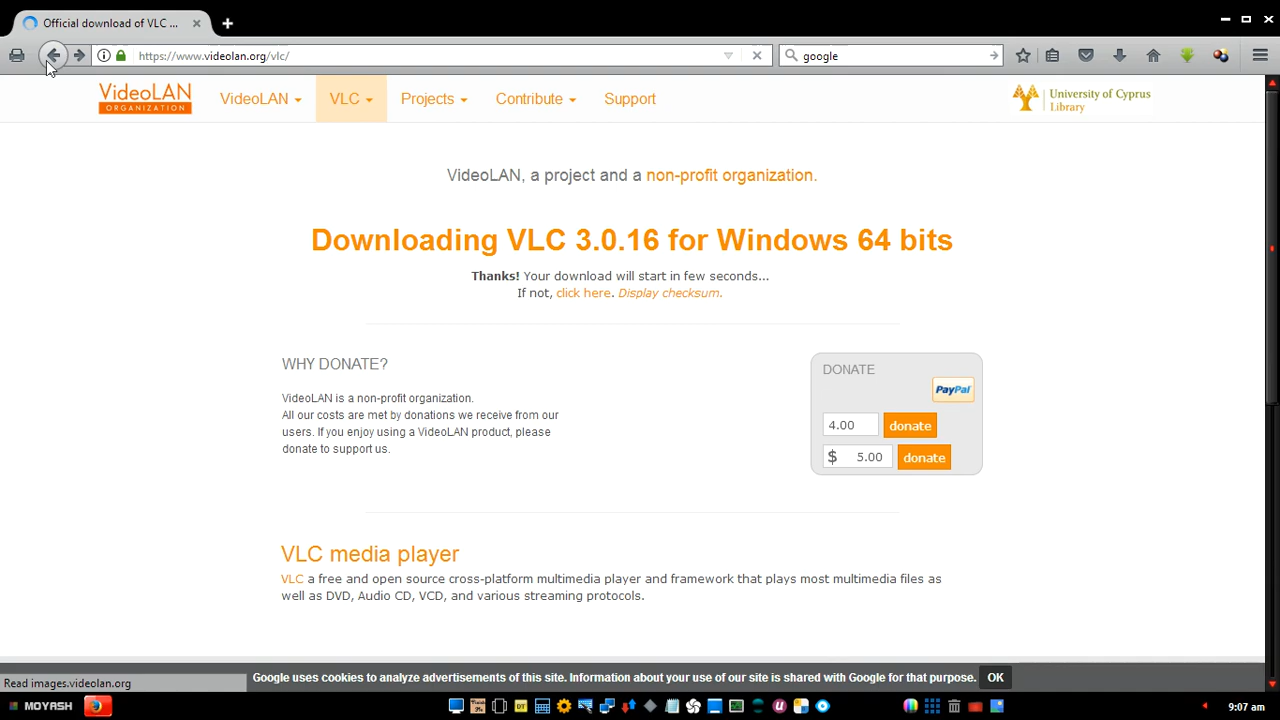 Official download of VLC ...
https://www.videolan.org/vlc/
google
VideoLAN
ORGANIZATION
VideoLAN
VLC
Projects
Contribute
Support
University of Cyprus
Library
VideoLAN, a project and a non-profit organization.
Downloading VLC 3.0.16 for Windows 64 bits
Thanks! Your download will start in few seconds...
If not, click here. Display checksum.
WHY DONATE?
VideoLAN is a non-profit organization.
All our costs are met by donations we receive from our
users. If you enjoy using a VideoLAN product, please
donate to support us.
DONATE
PayPal
4.00 donate
$ 5.00 donate
VLC media player
VLC a free and open source cross-platform multimedia player and framework that plays most multimedia files as
well as DVD, Audio CD, VCD, and various streaming protocols.
Google uses cookies to analyze advertisements of this site. Information about your use of our site is shared with Google for that purpose. OK
Read images.videolan.org
MOYASH
DT
9:07 am